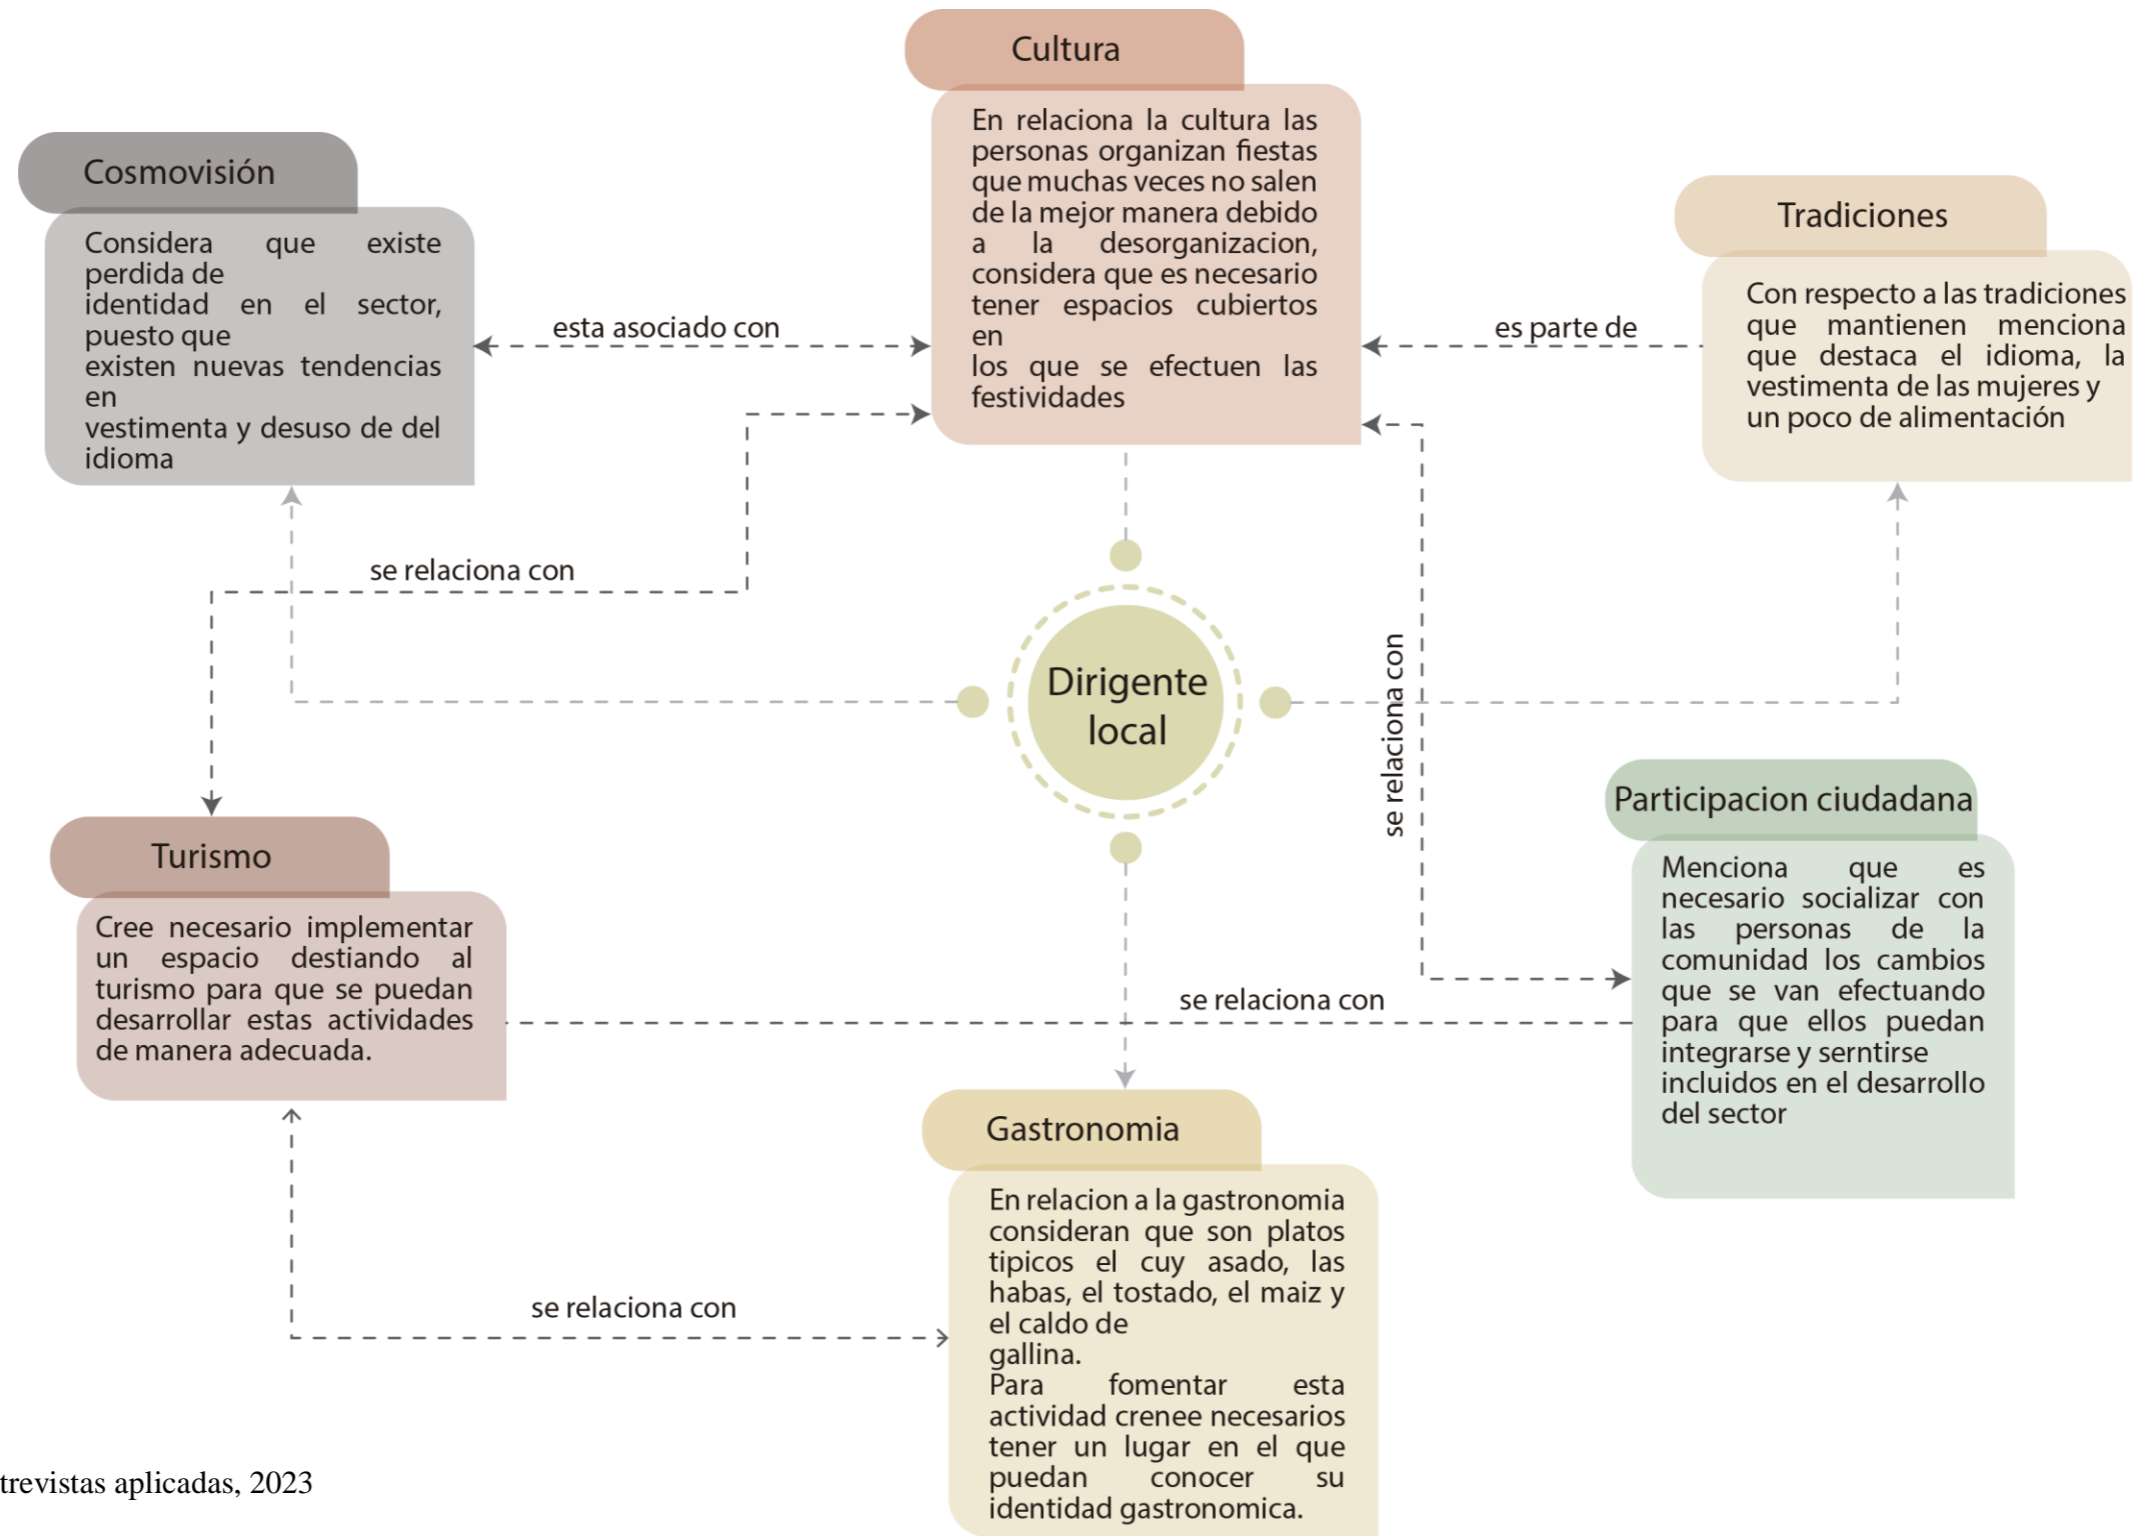 Cultura
En relaciona la cultura las
personas organizan fiestas
que muchas veces no salen
de la mejor manera debido
a la desorganizacion,
considera que es necesario
tener espacios cubiertos
en
los que se efectuen las
festividades
Cosmovisión
Considera que existe
perdida de
identidad en el sector,
puesto que
existen nuevas tendencias
en
vestimenta y desuso de del
idioma
Tradiciones
Con respecto a las tradiciones
que mantienen menciona
que destaca el idioma, la
vestimenta de las mujeres y
un poco de alimentación
esta asociado con
es parte de
se relaciona con
Dirigente
local
se relaciona con
Turismo
Cree necesario implementar
un espacio destiando al
turismo para que se puedan
desarrollar estas actividades
de manera adecuada.
Participacion ciudadana
Menciona que es
necesario socializar con
las personas de la
comunidad los cambios
que se van efectuando
para que ellos puedan
integrarse y serntirse
incluidos en el desarrollo
del sector
se relaciona con
Gastronomia
En relacion a la gastronomia
consideran que son platos
tipicos el cuy asado, las
habas, el tostado, el maiz y
el caldo de
gallina.
Para fomentar esta
actividad crenee necesarios
tener un lugar en el que
puedan conocer su
identidad gastronomica.
se relaciona con
trevistas aplicadas, 2023